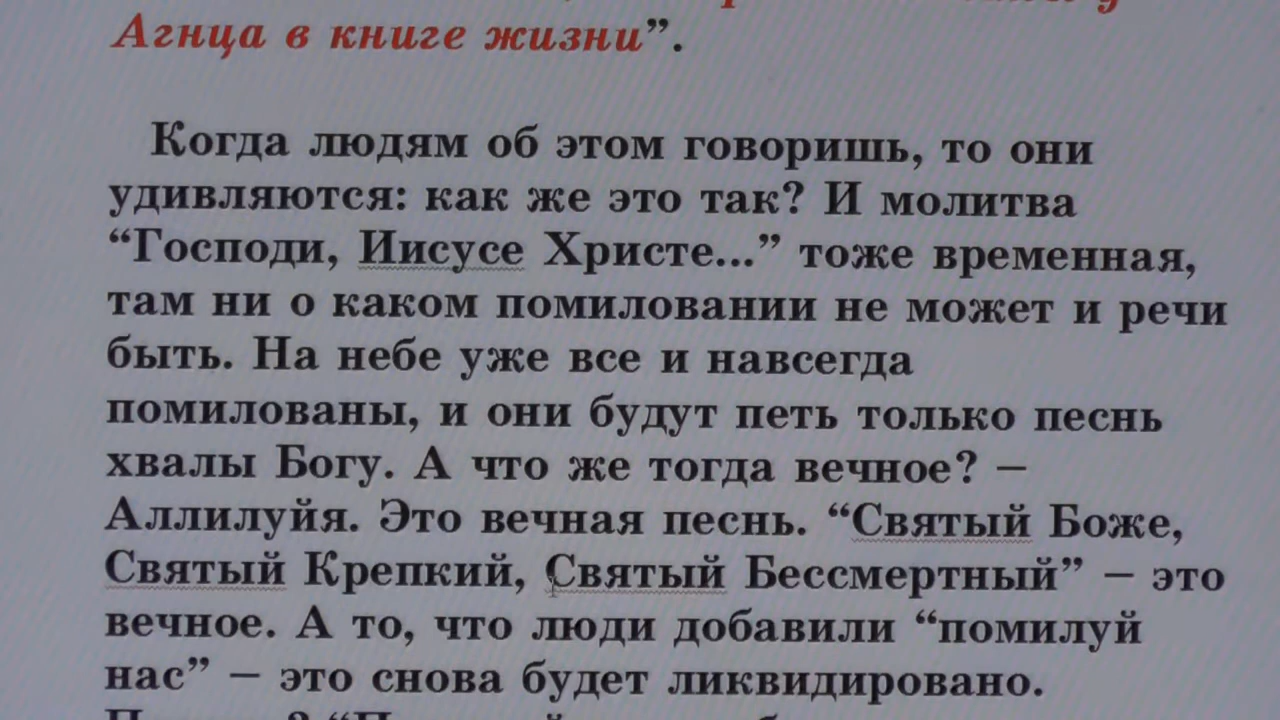 Агнца в книге жизни”.
Когда людям об этом говоришь, то они
удивляются: как же это так? И молитва
“Господи, Иисусе Христе...” тоже временная,
там ни о каком помиловании не может и речи
быть. На небе уже все и навсегда
помилованы, и они будут петь только песнь
хвалы Богу. А что же тогда вечное? –
Аллилуйя. Это вечная песнь. “Святый Боже,
Святый Крепкий, Святый Бессмертный” – это
вечное. А то, что люди добавили “помилуй
нас” – это снова будет ликвидировано.